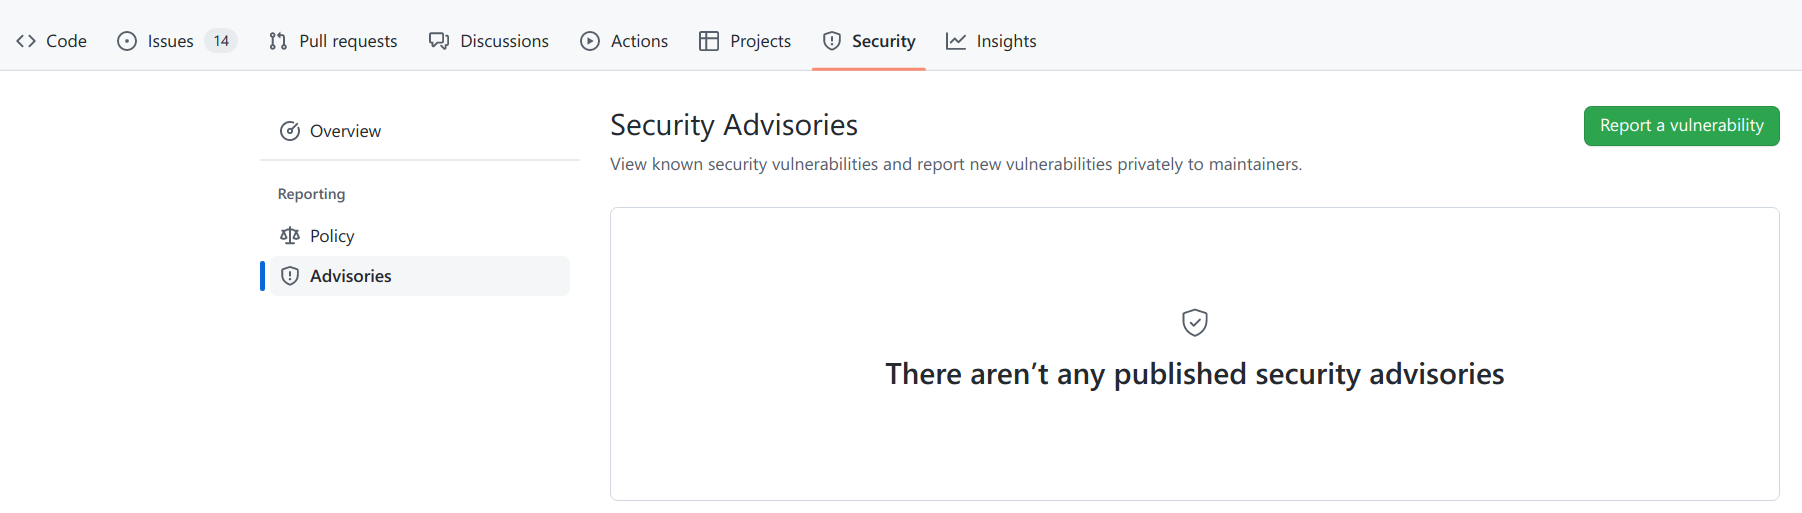 Code Issues 14 Pull requests Discussions Actions Projects Security Insights
Overview
Reporting
Policy
Advisories
Security Advisories
Report a vulnerability
View known security vulnerabilities and report new vulnerabilities privately to maintainers.
There aren’t any published security advisories